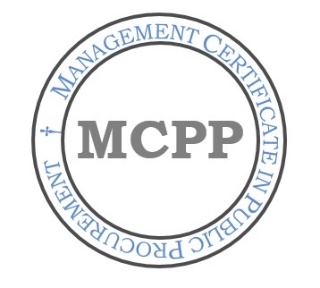 MANAGEMENT CERTIFICATE IN PUBLIC PROCUREMENT
MCPP